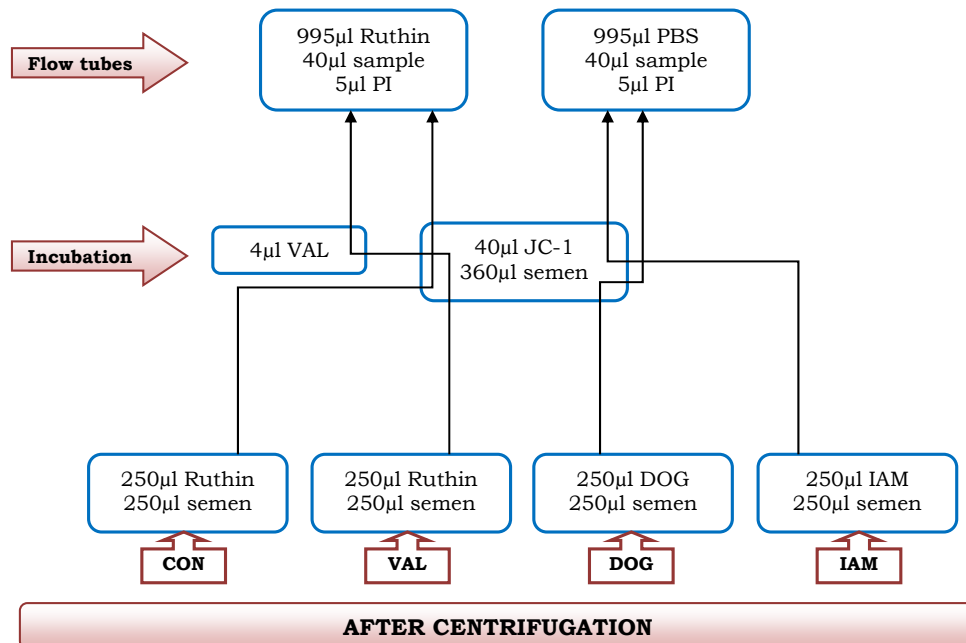 Flow tubes
995µl Ruthin
40µl sample
5µl PI
995µl PBS
40µl sample
5µl PI
Incubation
4µl VAL
40µl JC-1
360µl semen
250µl Ruthin
250µl semen
250µl Ruthin
250µl semen
250µl DOG
250µl semen
250µl IAM
250µl semen
CON
VAL
DOG
IAM
AFTER CENTRIFUGATION